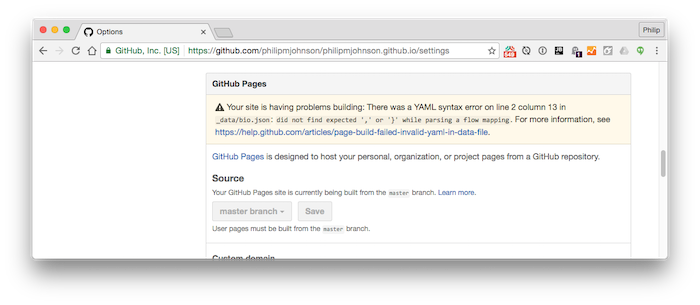 Options
Philip
GitHub, Inc. [US] | https://github.com/philipmjohnson/philipmjohnson.github.io/settings
GitHub Pages
Your site is having problems building: There was a YAML syntax error on line 2 column 13 in
_data/bio.json: did not find expected ',' or '}' while parsing a flow mapping. For more information, see
https://help.github.com/articles/page-build-failed-invalid-yaml-in-data-file.
GitHub Pages is designed to host your personal, organization, or project pages from a GitHub repository.
Source
Your GitHub Pages site is currently being built from the master branch. Learn more.
master branch Save
User pages must be built from the master branch.
Custom domain